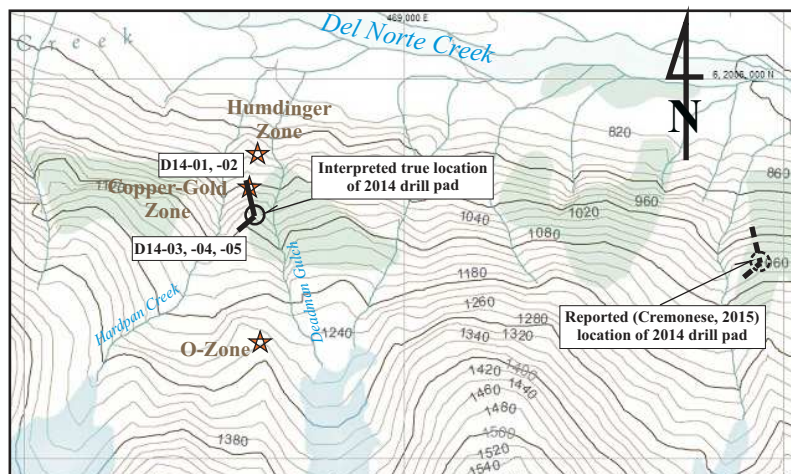 469,000 E
Del Norte Creek
Creek
6, 2006, 000 N
Humdinger
Zone
N
820
D14-01, -02
Interpreted true location
of 2014 drill pad
860
Copper-Gold
Zone
960
1020
1040
1080
D14-03, -04, -05
1180
Hardpan Creek
Deadman Gulch
1260
1240
1280
1320
1340
Reported (Cremonese, 2015)
location of 2014 drill pad
O-Zone
1400
1420
1440
1460
1480
1380
1500
1520
1540